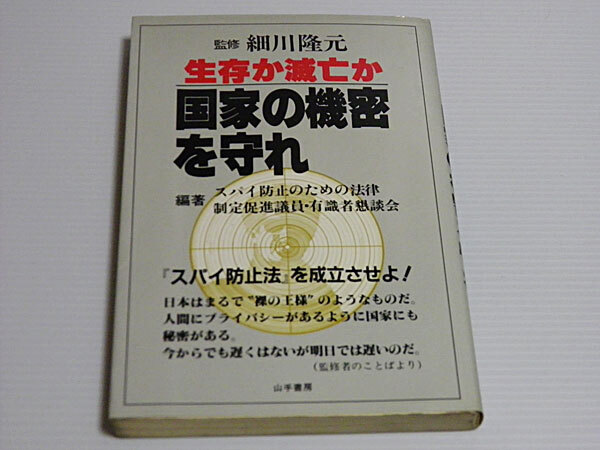 監修 細川隆元
生存か滅亡か
国家の機密
を守れ
編著 スパイ防止のための法律
制定促進議員・有識者懇談会
『スパイ防止法』を成立させよ!
日本はまるで“裸の王様”のようなものだ。
人間にプライバシーがあるように国家にも
秘密がある。
今からでも遅くはないが明日では遅いのだ。
(監修者のことばより)
山手書房